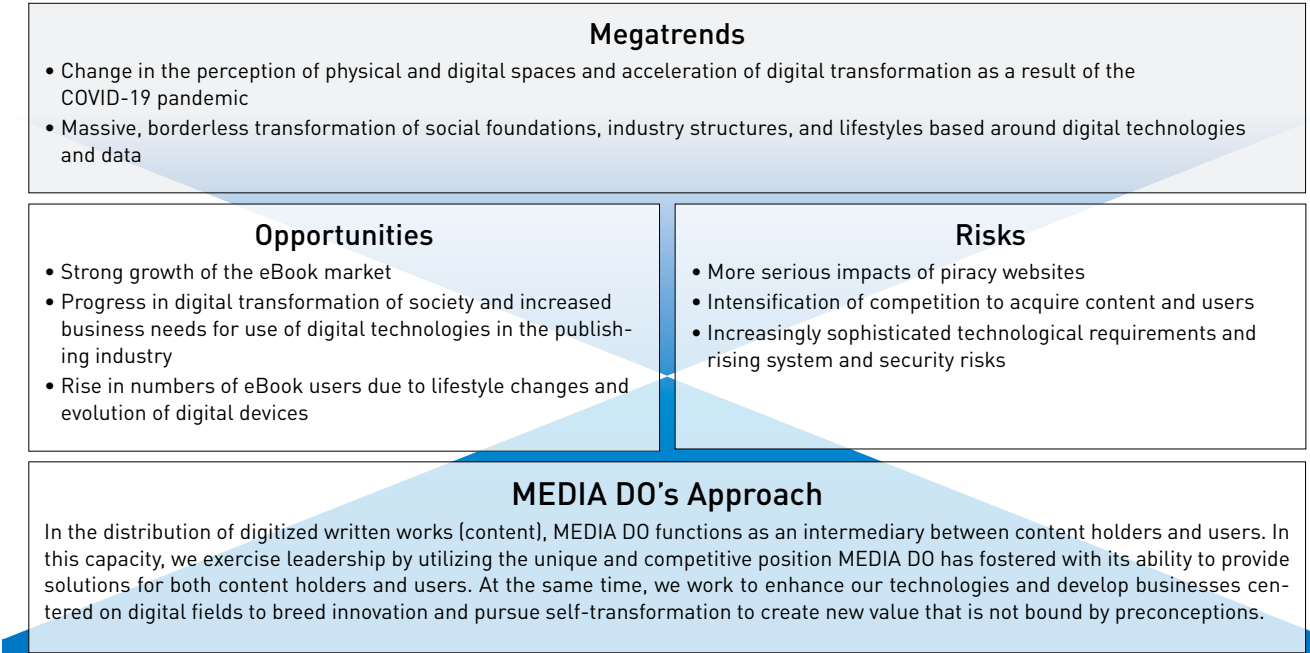 Megatrends
• Change in the perception of physical and digital spaces and acceleration of digital transformation as a result of the
COVID-19 pandemic
• Massive, borderless transformation of social foundations, industry structures, and lifestyles based around digital technologies
and data
Opportunities
• Strong growth of the eBook market
• Progress in digital transformation of society and increased
business needs for use of digital technologies in the publish-
ing industry
• Rise in numbers of eBook users due to lifestyle changes and
evolution of digital devices
Risks
• More serious impacts of piracy websites
• Intensification of competition to acquire content and users
• Increasingly sophisticated technological requirements and
rising system and security risks
MEDIA DO's Approach
In the distribution of digitized written works (content), MEDIA DO functions as an intermediary between content holders and users. In
this capacity, we exercise leadership by utilizing the unique and competitive position MEDIA DO has fostered with its ability to provide
solutions for both content holders and users. At the same time, we work to enhance our technologies and develop businesses cen-
tered on digital fields to breed innovation and pursue self-transformation to create new value that is not bound by preconceptions.